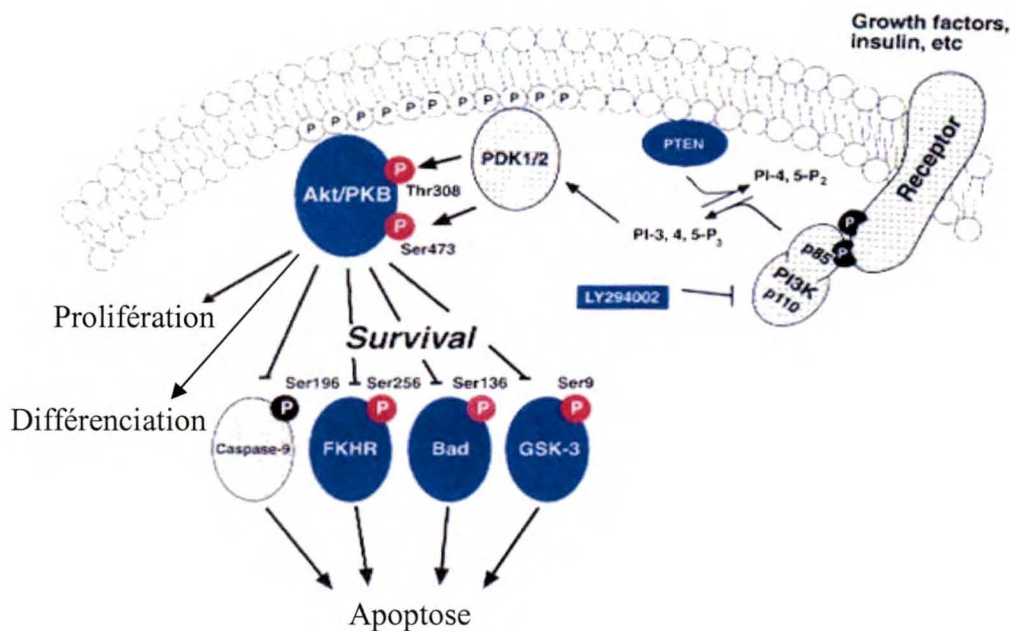 Growth factors,
insulin, etc
Receptor
P P P P P P P P P P P P
PTEN
PDK1/2
P
Akt/PKB
Thr308
PI-4, 5-P2
P
Ser473
PI-3, 4, 5-P3
P
P
p85
PI3K
p110
LY294002
Prolifération
Survival
Différenciation
Ser196
Ser256
Ser136
Ser9
P
P
P
P
Caspase-9
FKHR
Bad
GSK-3
Apoptose